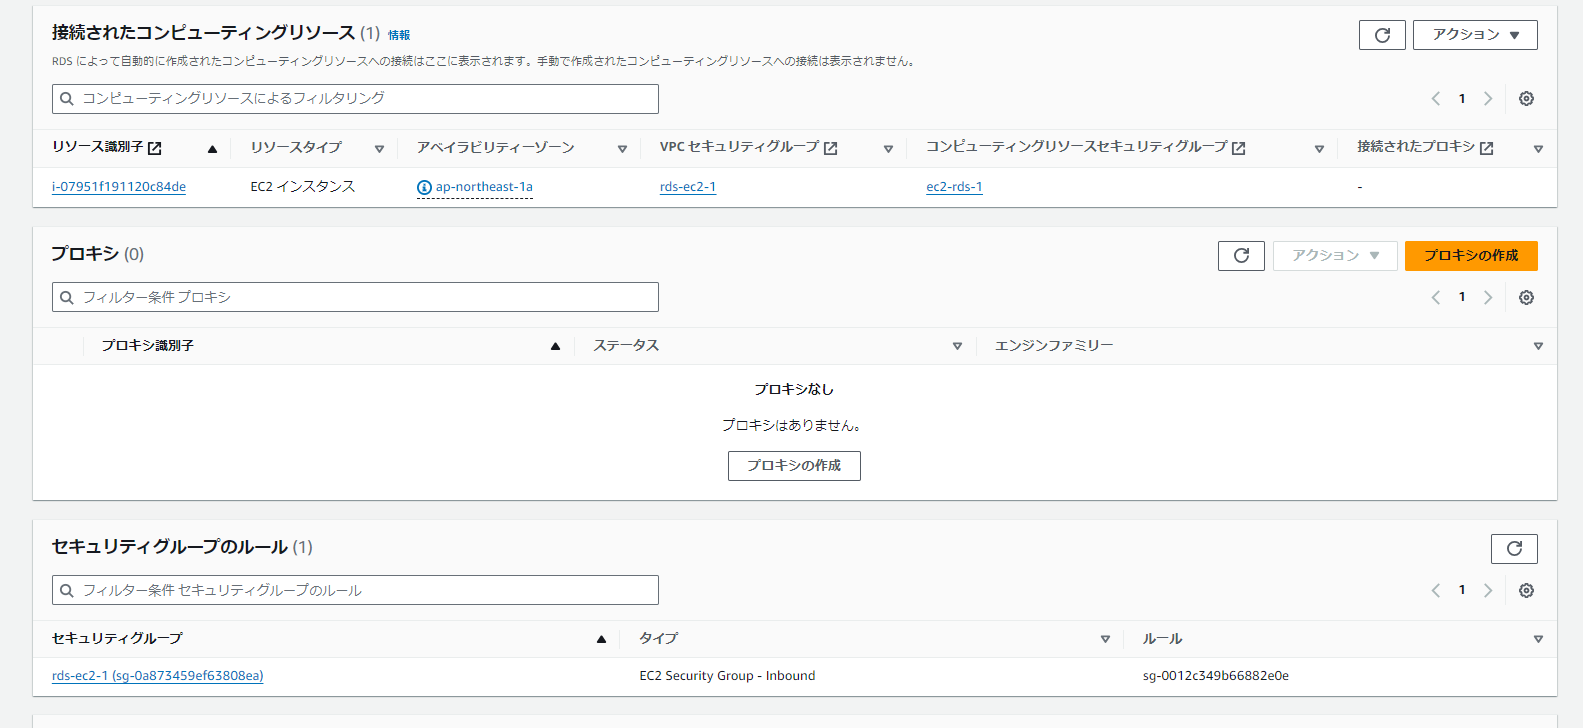 接続されたコンピューティングリソース (1) 情報
アクション
RDS によって自動的に作成されたコンピューティングリソースへの接続はここに表示されます。手動で作成されたコンピューティングリソースへの接続は表示されません。
コンピューティングリソースによるフィルタリング
1
リソース識別子 リソースタイプ アベイラビリティーゾーン VPC セキュリティグループ コンピューティングリソースセキュリティグループ 接続されたプロキシ
i-07951f191120c84de EC2 インスタンス ap-northeast-1a rds-ec2-1 ec2-rds-1 -
プロキシ (0)
アクション プロキシの作成
フィルター条件 プロキシ
1
プロキシ識別子 ステータス エンジンファミリー
プロキシなし
プロキシはありません。
プロキシの作成
セキュリティグループのルール (1)
フィルター条件 セキュリティグループのルール
1
セキュリティグループ タイプ ルール
rds-ec2-1 (sg-0a873459ef63808ea) EC2 Security Group - Inbound sg-0012c349b66882e0e